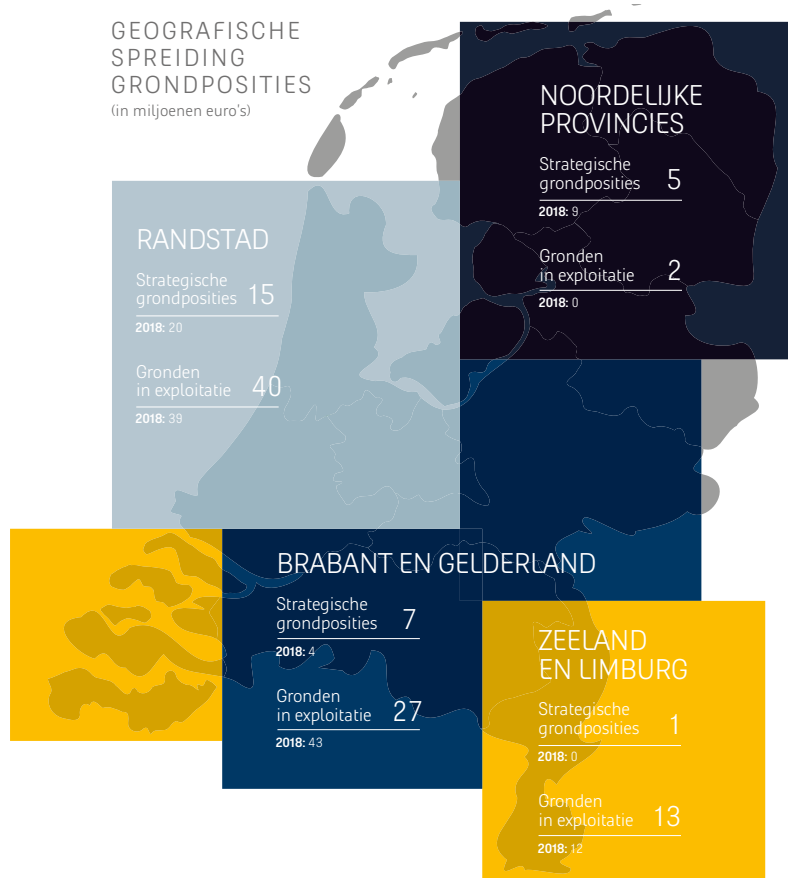 GEOGRAFISCHE
SPREIDING
GRONDPOSITIES
(in miljoenen euro's)
NOORDELIJKE
PROVINCIES
Strategische
grondposities 5
2018: 9
Gronden
in exploitatie 2
2018: 0
RANDSTAD
Strategische
grondposities 15
2018: 20
Gronden
in exploitatie 40
2018: 39
BRABANT EN GELDERLAND
Strategische
grondposities 7
2018: 4
Gronden
in exploitatie 27
2018: 43
ZEELAND
EN LIMBURG
Strategische
grondposities 1
2018: 0
Gronden
in exploitatie 13
2018: 12